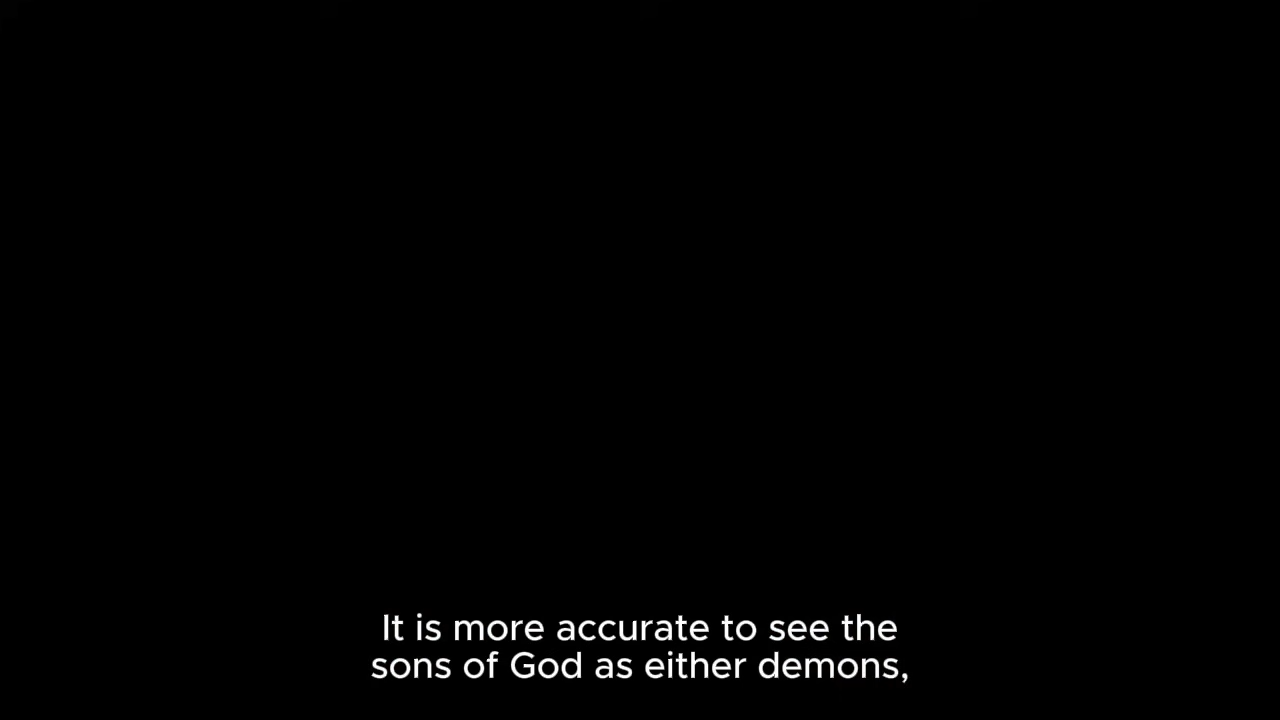 It is more accurate to see the
sons of God as either demons,